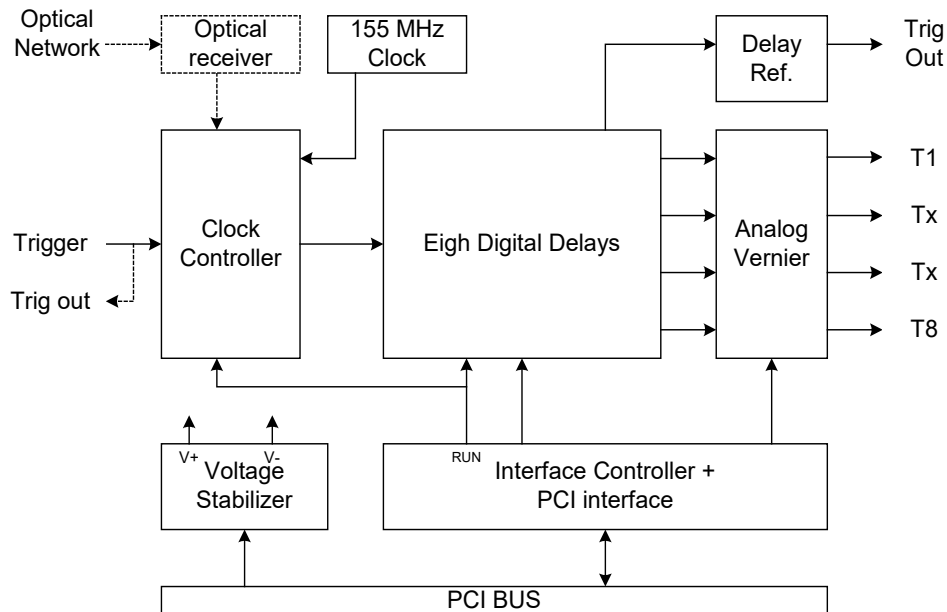 Optical
Network
Optical
receiver
155 MHz
Clock
Delay
Ref.
Trig
Out
Clock
Controller
Eigh Digital Delays
Analog
Vernier
T1
Tx
Tx
T8
Trigger
Trig out
V+
V-
Voltage
Stabilizer
RUN
Interface Controller +
PCI interface
PCI BUS